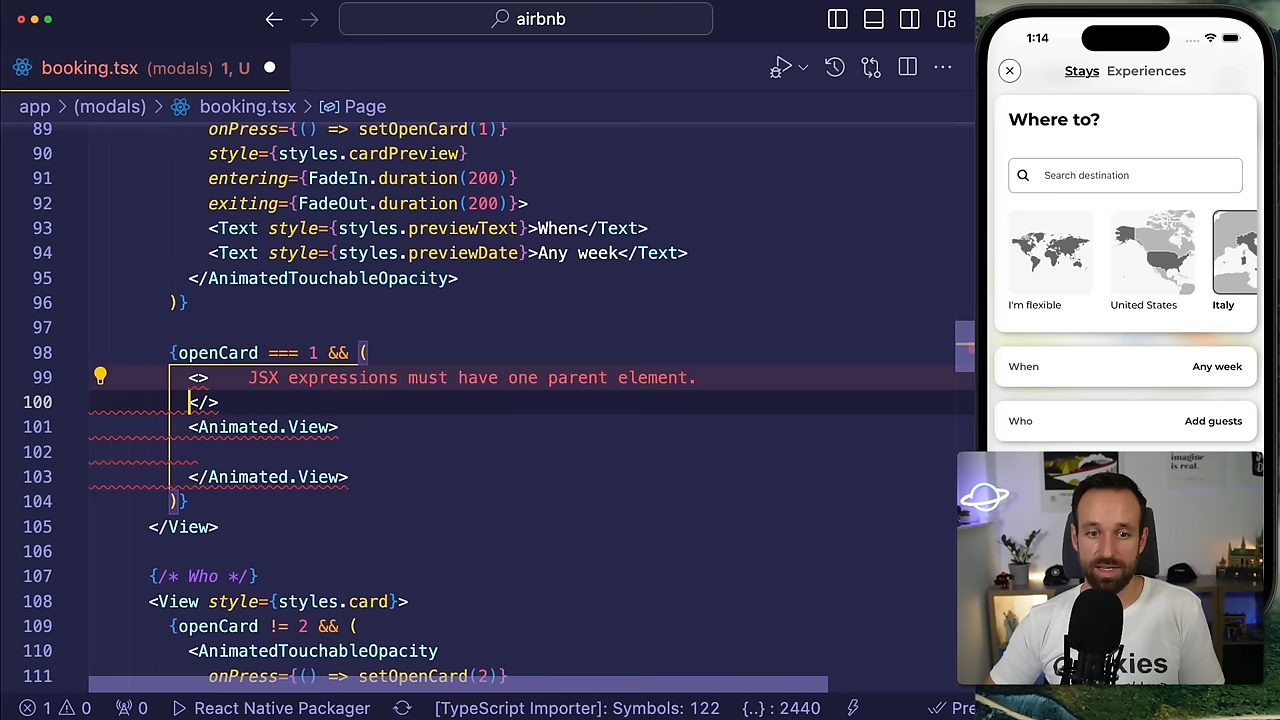 airbnb
booking.tsx (modals) 1, U
app > (modals) > booking.tsx > Page
89 onPress={() => setOpenCard(1)}
90 style={styles.cardPreview}
91 entering={FadeIn.duration(200)}
92 exiting={FadeOut.duration(200)}>
93 <Text style={styles.previewText}>When</Text>
94 <Text style={styles.previewDate}>Any week</Text>
95 </AnimatedTouchableOpacity>
96 )}
97
98 {openCard === 1 && (
99 <> JSX expressions must have one parent element.
100 </>
101 <Animated.View>
102
103 </Animated.View>
104 )}
105 </View>
106
107 {/* Who */}
108 <View style={styles.card}>
109 {openCard != 2 && (
110 <AnimatedTouchableOpacity
111 onPress={() => setOpenCard(2)}
1 0 0 React Native Packager [TypeScript Importer]: Symbols: 122 {..} : 2440 Pre
1:14
Stays Experiences
Where to?
Search destination
I'm flexible United States Italy
When Any week
Who Add guests
imagine
is real.